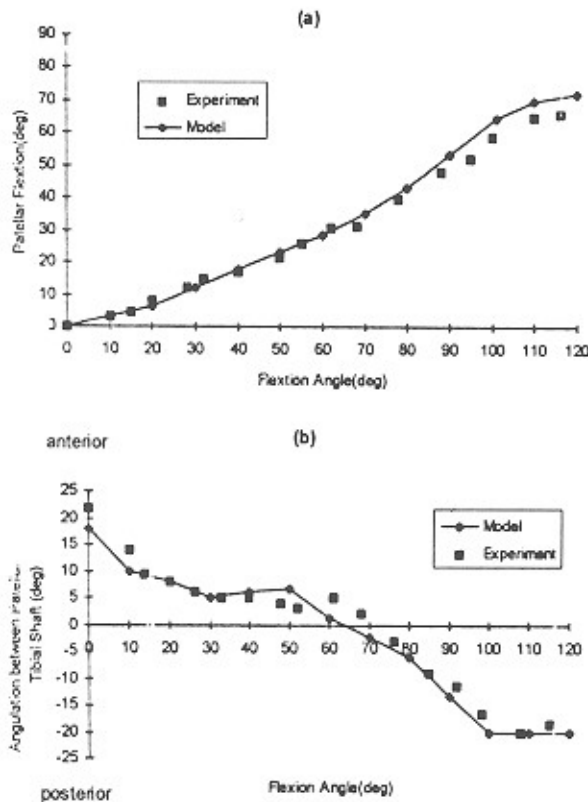 (a)
90
80
70
60
50
40
30
20
10
0
Experiment
Model
Patellar Flextion(deg)
0 10 20 30 40 50 60 70 80 90 100 110 120
Flextion Angle(deg)
anterior
(b)
25
20
15
10
5
0
-5
-10
-15
-20
-25
Model
Experiment
Angulation between
Tibial Shaft (deg)
0 10 20 30 40 50 60 70 80 90 100 110 120
posterior
Flexion Angle(deg)